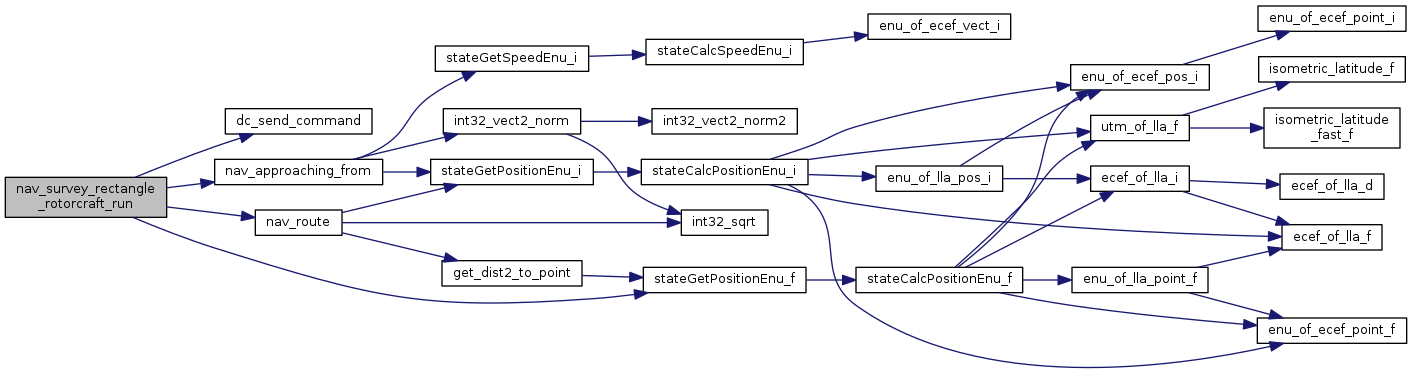 nav_survey_rectangle
_rotorcraft_run
dc_send_command
nav_approaching_from
nav_route
stateGetSpeedEnu_i
int32_vect2_norm
stateGetPositionEnu_i
get_dist2_to_point
stateCalcSpeedEnu_i
int32_vect2_norm2
stateCalcPositionEnu_i
int32_sqrt
stateGetPositionEnu_f
enu_of_ecef_vect_i
enu_of_lla_pos_i
stateCalcPositionEnu_f
enu_of_ecef_pos_i
utm_of_lla_f
ecef_of_lla_i
enu_of_lla_point_f
enu_of_ecef_point_i
isometric_latitude_f
isometric_latitude
_fast_f
ecef_of_lla_d
ecef_of_lla_f
enu_of_ecef_point_f